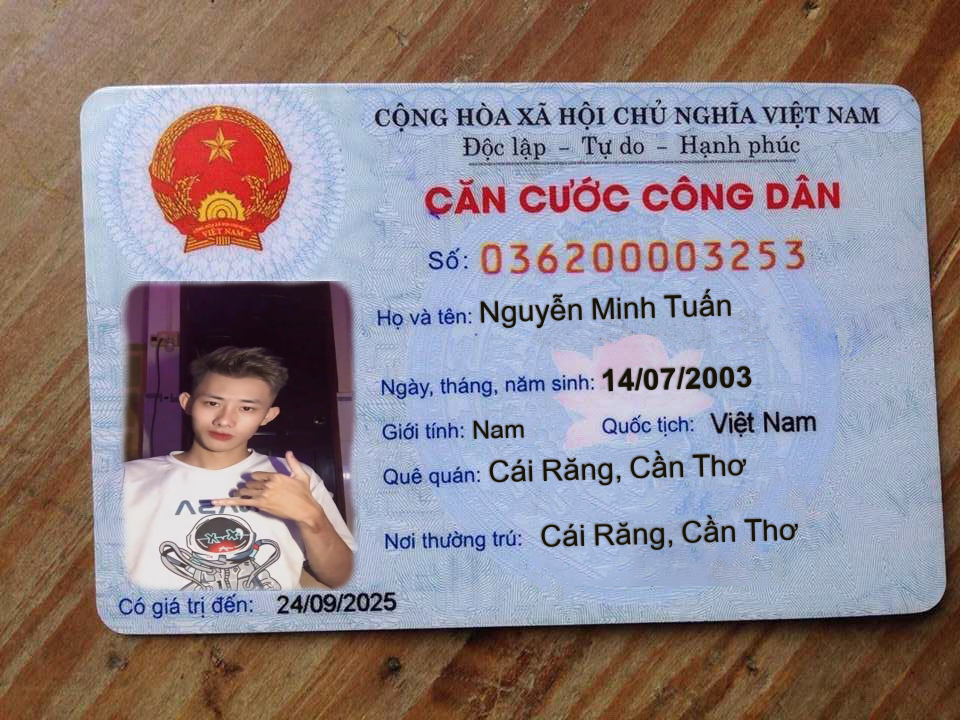 CỘNG HÒA XÃ HỘI CHỦ NGHĨA VIỆT NAM
Độc lập - Tự do - Hạnh phúc
CĂN CƯỚC CÔNG DÂN
Số: 036200003253
Họ và tên: Nguyễn Minh Tuấn
Ngày, tháng, năm sinh: 14/07/2003
Giới tính: Nam Quốc tịch: Việt Nam
Quê quán: Cái Răng, Cần Thơ
Nơi thường trú: Cái Răng, Cần Thơ
Có giá trị đến: 24/09/2025
VIỆT NAM